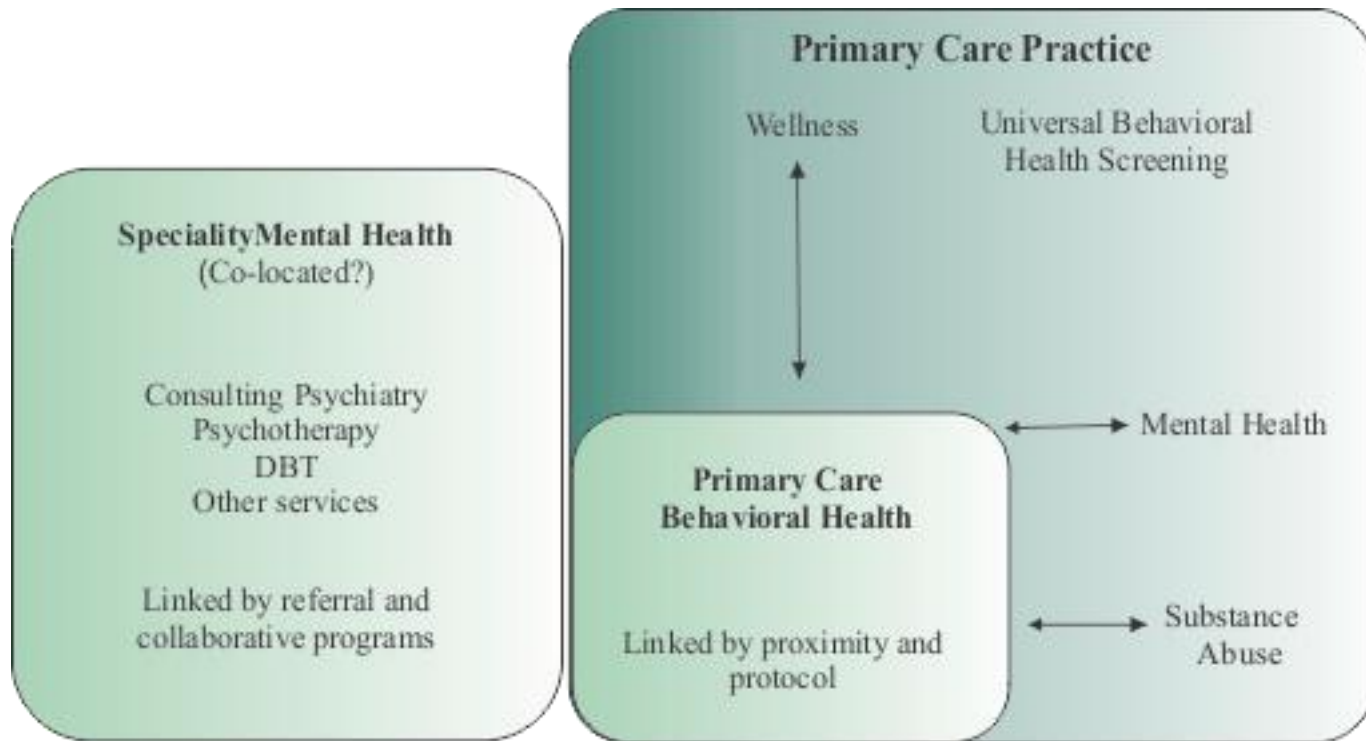 Primary Care Practice
Wellness
Universal Behavioral
Health Screening
SpecialityMental Health
(Co-located?)
Consulting Psychiatry
Psychotherapy
DBT
Other services
Linked by referral and
collaborative programs
Mental Health
Primary Care
Behavioral Health
Linked by proximity and
protocol
Substance
Abuse